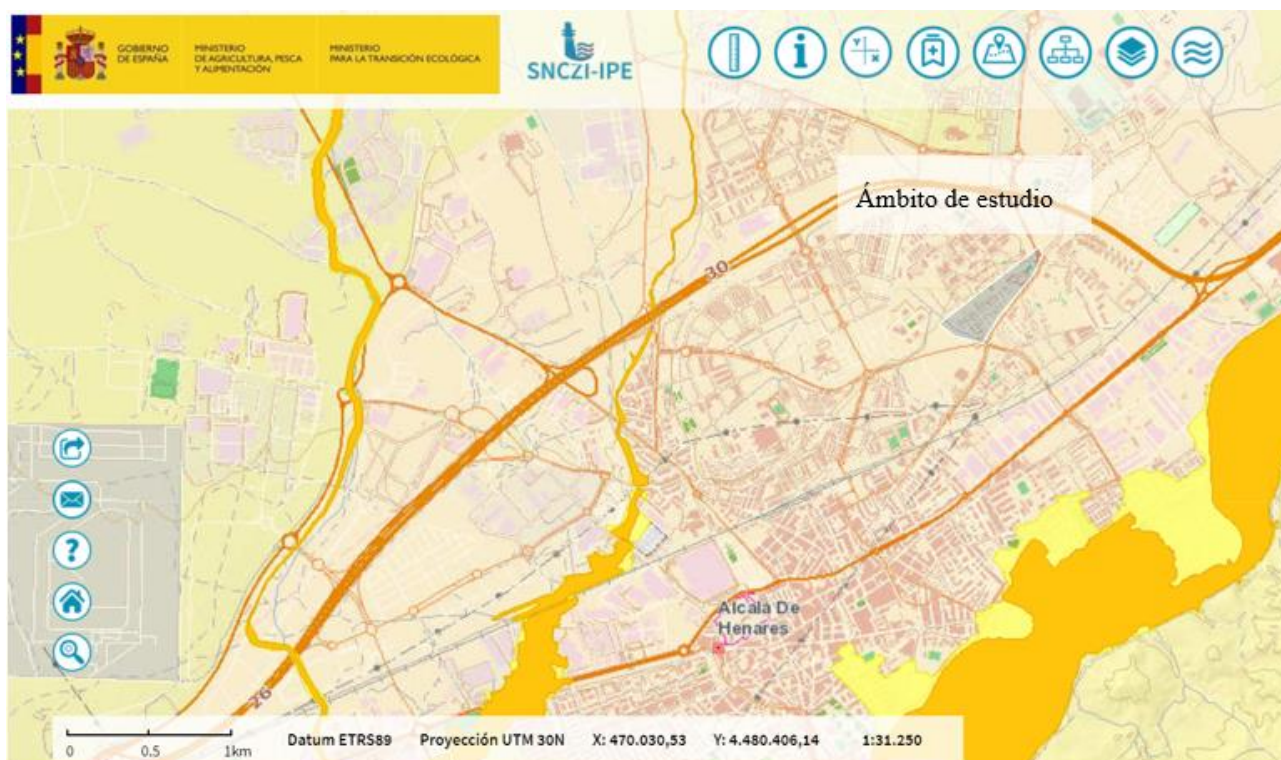 GOBIERNO
DE ESPAÑA
MINISTERIO
DE AGRICULTURA, PESCA
Y ALIMENTACIÓN
MINISTERIO
PARA LA TRANSICIÓN ECOLÓGICA
SNCZI-IPE
Ámbito de estudio
30
Alcala De
Henares
26
0 0.5 1km
Datum ETRS89 Proyección UTM 30N X: 470.030,53 Y: 4.480.406,14 1:31.250